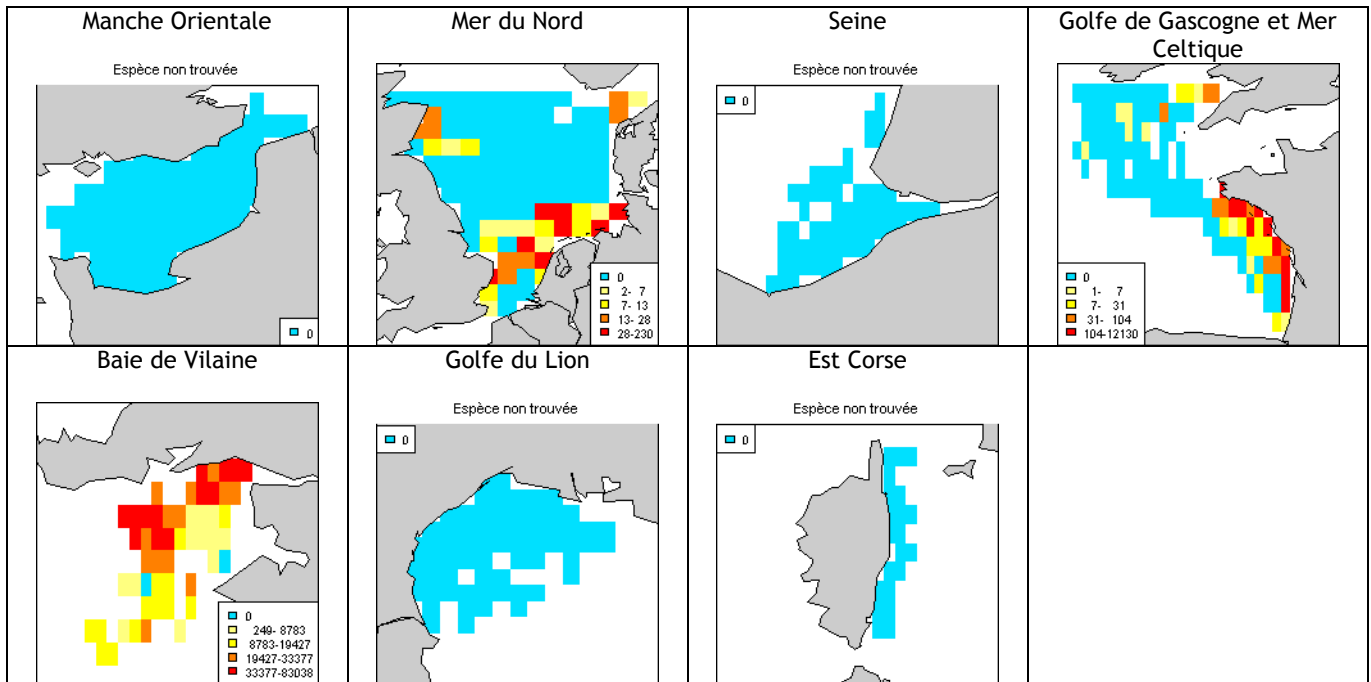 Manche Orientale
Espèce non trouvée
0
Mer du Nord
0
2- 7
7- 13
13- 28
28-230
Seine
Espèce non trouvée
0
Golfe de Gascogne et Mer
Celtique
0
1- 7
7- 31
31- 104
104-12130
Baie de Vilaine
0
249- 8783
8783-19427
19427-33377
33377-83038
Golfe du Lion
Espèce non trouvée
0
Est Corse
Espèce non trouvée
0